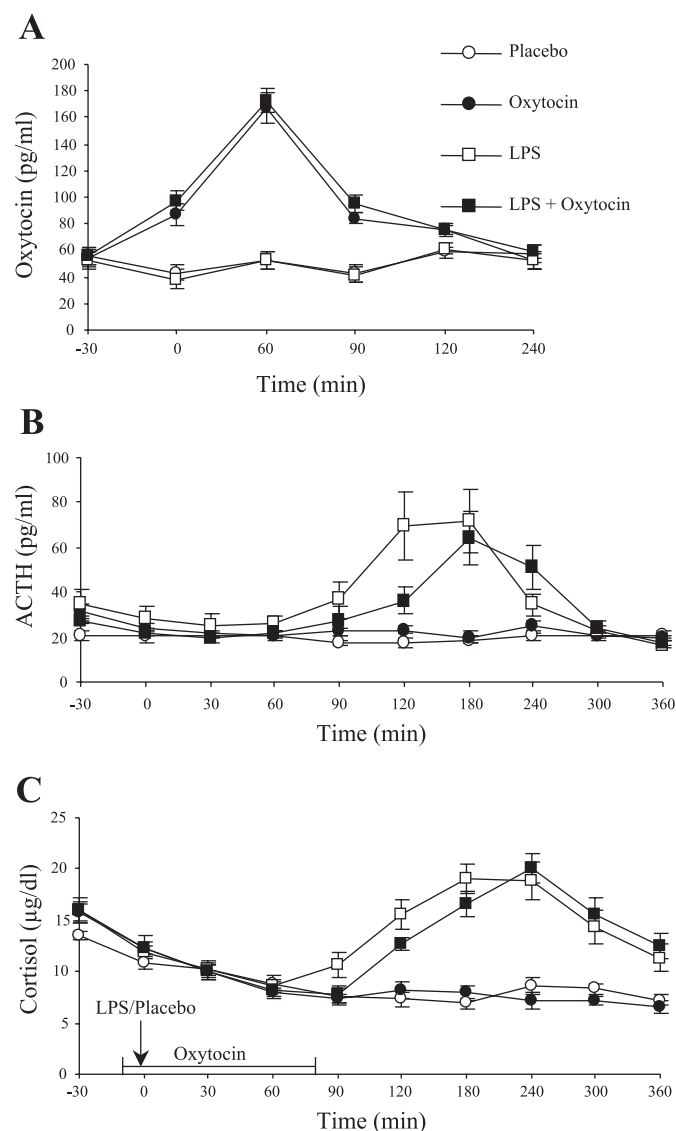 A
Placebo
Oxytocin
LPS
LPS + Oxytocin
Oxytocin (pg/ml)
200
180
160
140
120
100
80
60
40
20
0
-30 0 60 90 120 240
Time (min)
B
ACTH (pg/ml)
100
80
60
40
20
0
-30 0 30 60 90 120 180 240 300 360
Time (min)
C
Cortisol (µg/dl)
25
20
15
10
5
0
LPS/Placebo
Oxytocin
-30 0 30 60 90 120 180 240 300 360
Time (min)